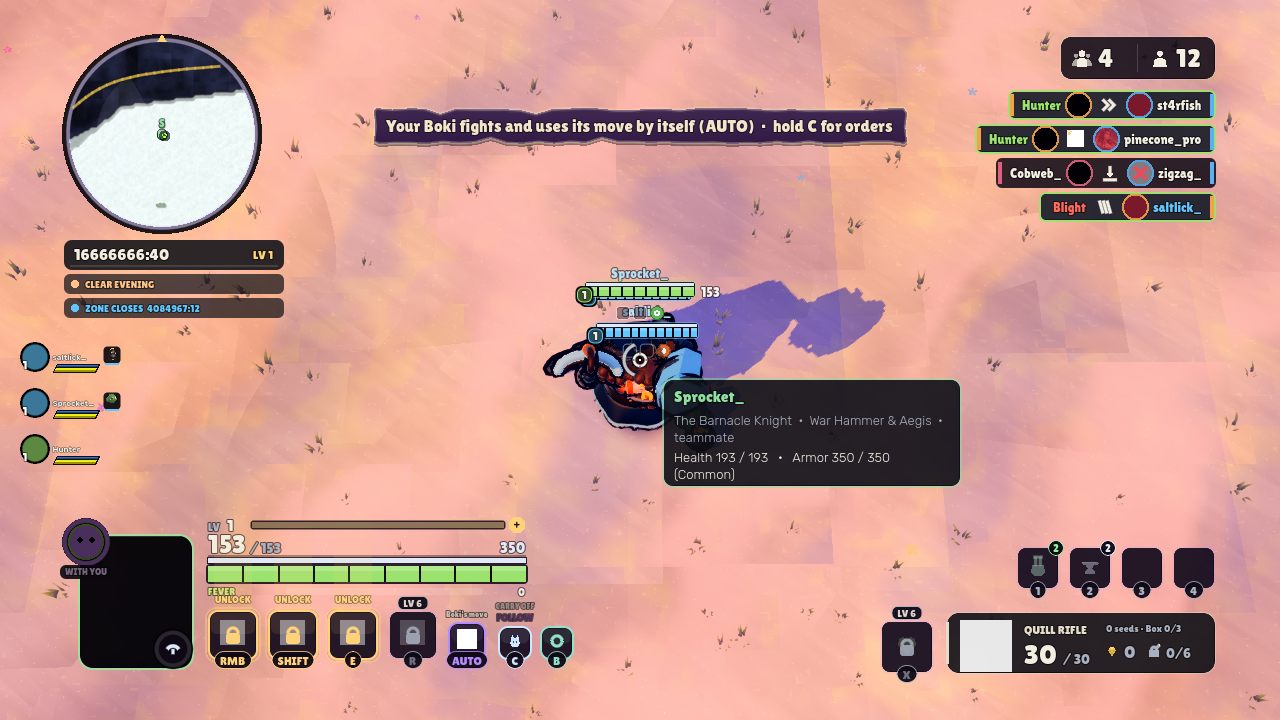 4
12
Your Boki fights and uses its move by itself (AUTO) · hold C for orders
Hunter st4rfish
Hunter pinecone_pro
Cobweb_ zigzag_
Blight saltlick_
S
16666666:40 LV 1
CLEAR EVENING
ZONE CLOSES 4084967:12
Sprocket_
1 153
1
saltlick_
1
Sprocket_
1
Hunter
1
Sprocket_
The Barnacle Knight • War Hammer & Aegis •
teammate
Health 193 / 193 • Armor 350 / 350
(Common)
WITH YOU
LV 1 +
153 / 153 350
FEVER 0
UNLOCK UNLOCK UNLOCK LV 6 Boki's move CARRY OFF
FOLLOW
RMB SHIFT E R AUTO C B
2 2
1 2 3 4
LV 6
X
QUILL RIFLE 0 seeds · Box 0/3
30 / 30 0 0/6